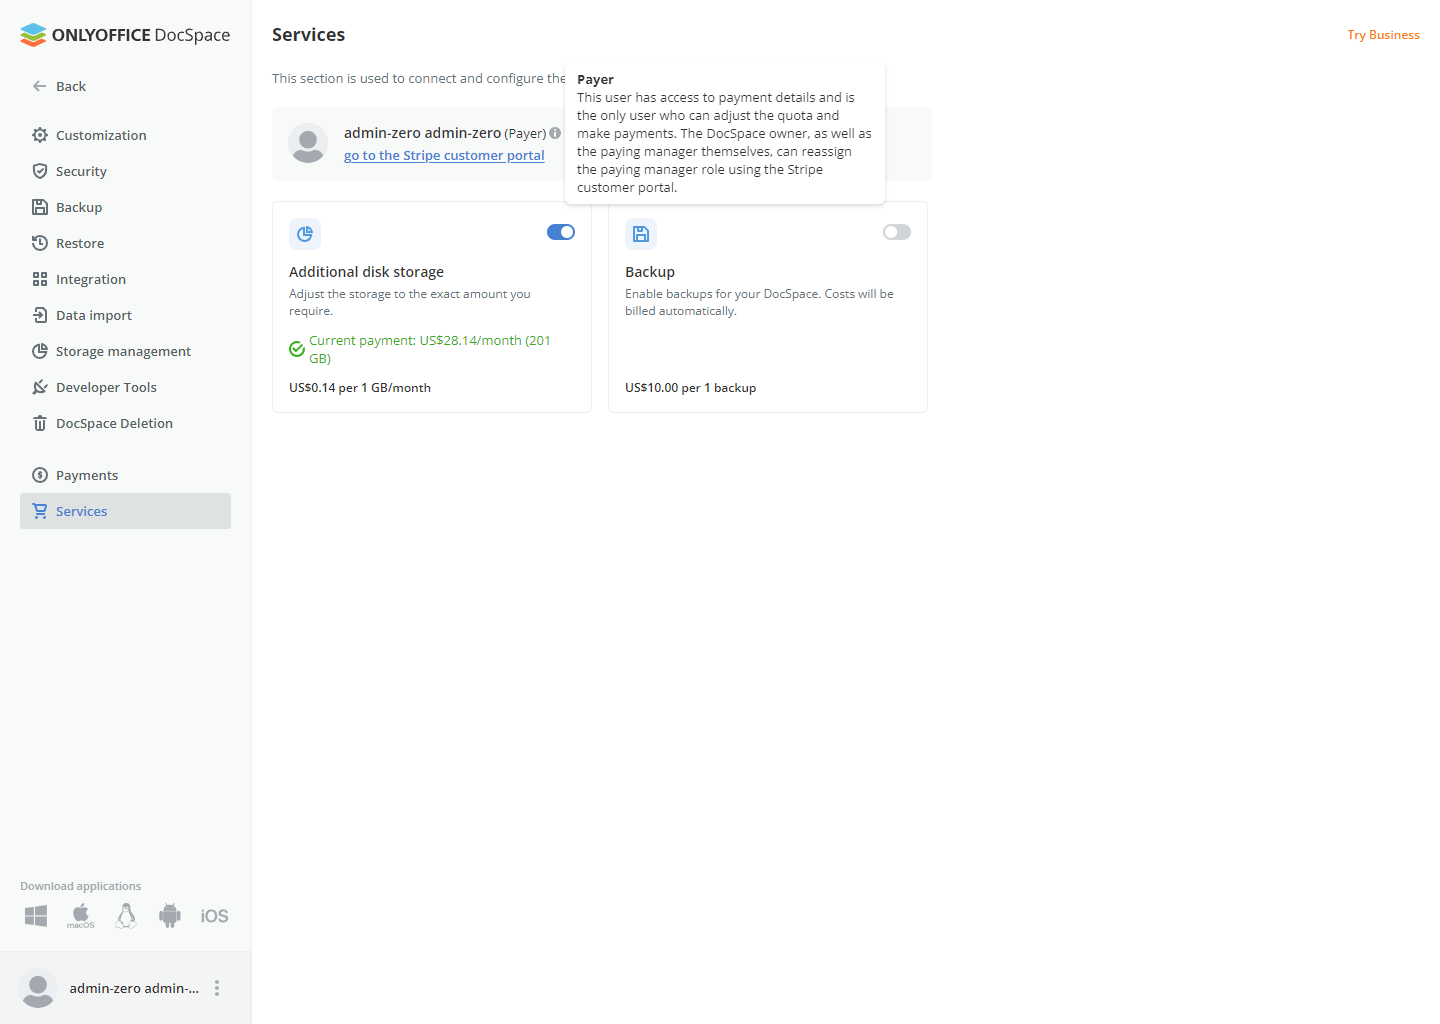 ONLYOFFICE DocSpace
Back
Customization
Security
Backup
Restore
Integration
Data import
Storage management
Developer Tools
DocSpace Deletion
Payments
Services
Download applications
macOS
iOS
admin-zero admin-...
Services
Try Business
This section is used to connect and configure the
admin-zero admin-zero (Payer)
go to the Stripe customer portal
Payer
This user has access to payment details and is
the only user who can adjust the quota and
make payments. The DocSpace owner, as well as
the paying manager themselves, can reassign
the paying manager role using the Stripe
customer portal.
Additional disk storage
Adjust the storage to the exact amount you
require.
Current payment: US$28.14/month (201
GB)
US$0.14 per 1 GB/month
Backup
Enable backups for your DocSpace. Costs will be
billed automatically.
US$10.00 per 1 backup